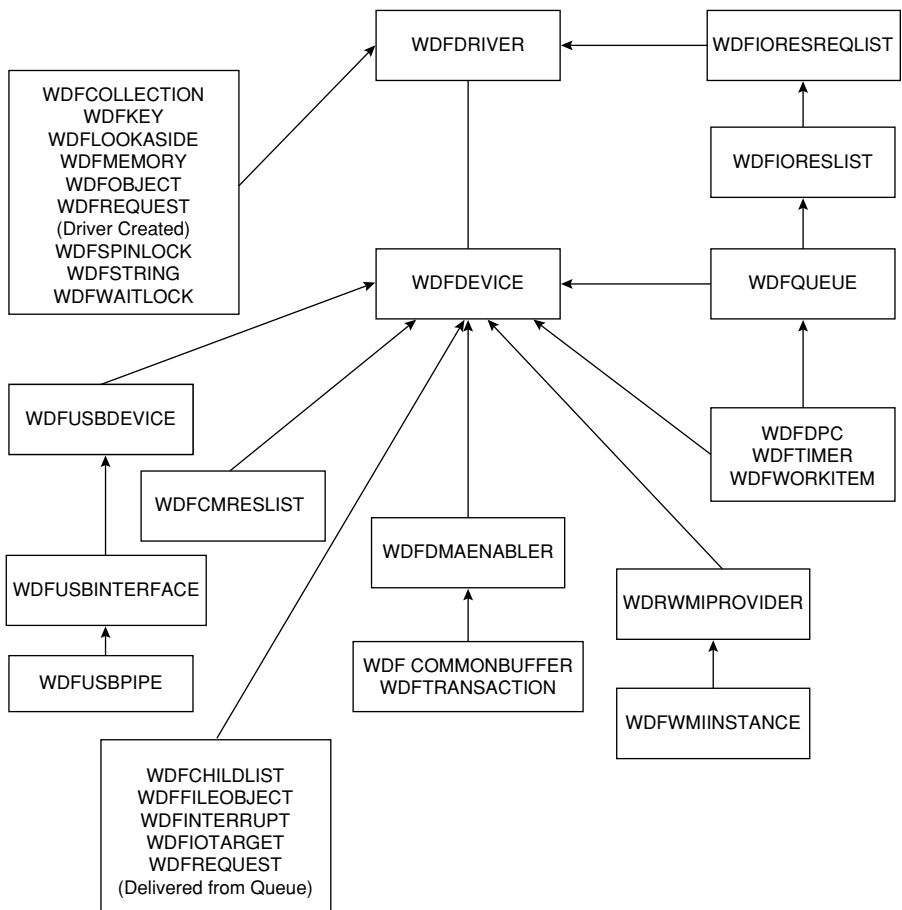 WDFDRIVER
WDFIORESREQLIST
WDFCOLLECTION
WDFKEY
WDFLOOKASIDE
WDFMEMORY
WDFOBJECT
WDFREQUEST
(Driver Created)
WDFSPINLOCK
WDFSTRING
WDFWAITLOCK
WDFIORESLIST
WDFDEVICE
WDFQUEUE
WDFUSBDEVICE
WDFDPC
WDFTIMER
WDFWORKITEM
WDFCMRESLIST
WDFDMAENABLER
WDFUSBINTERFACE
WDRWMIPROVIDER
WDF COMMONBUFFER
WDFTRANSACTION
WDFUSBPIPE
WDFWMIINSTANCE
WDFCHILDLIST
WDFFILEOBJECT
WDFINTERRUPT
WDFIOTARGET
WDFREQUEST
(Delivered from Queue)